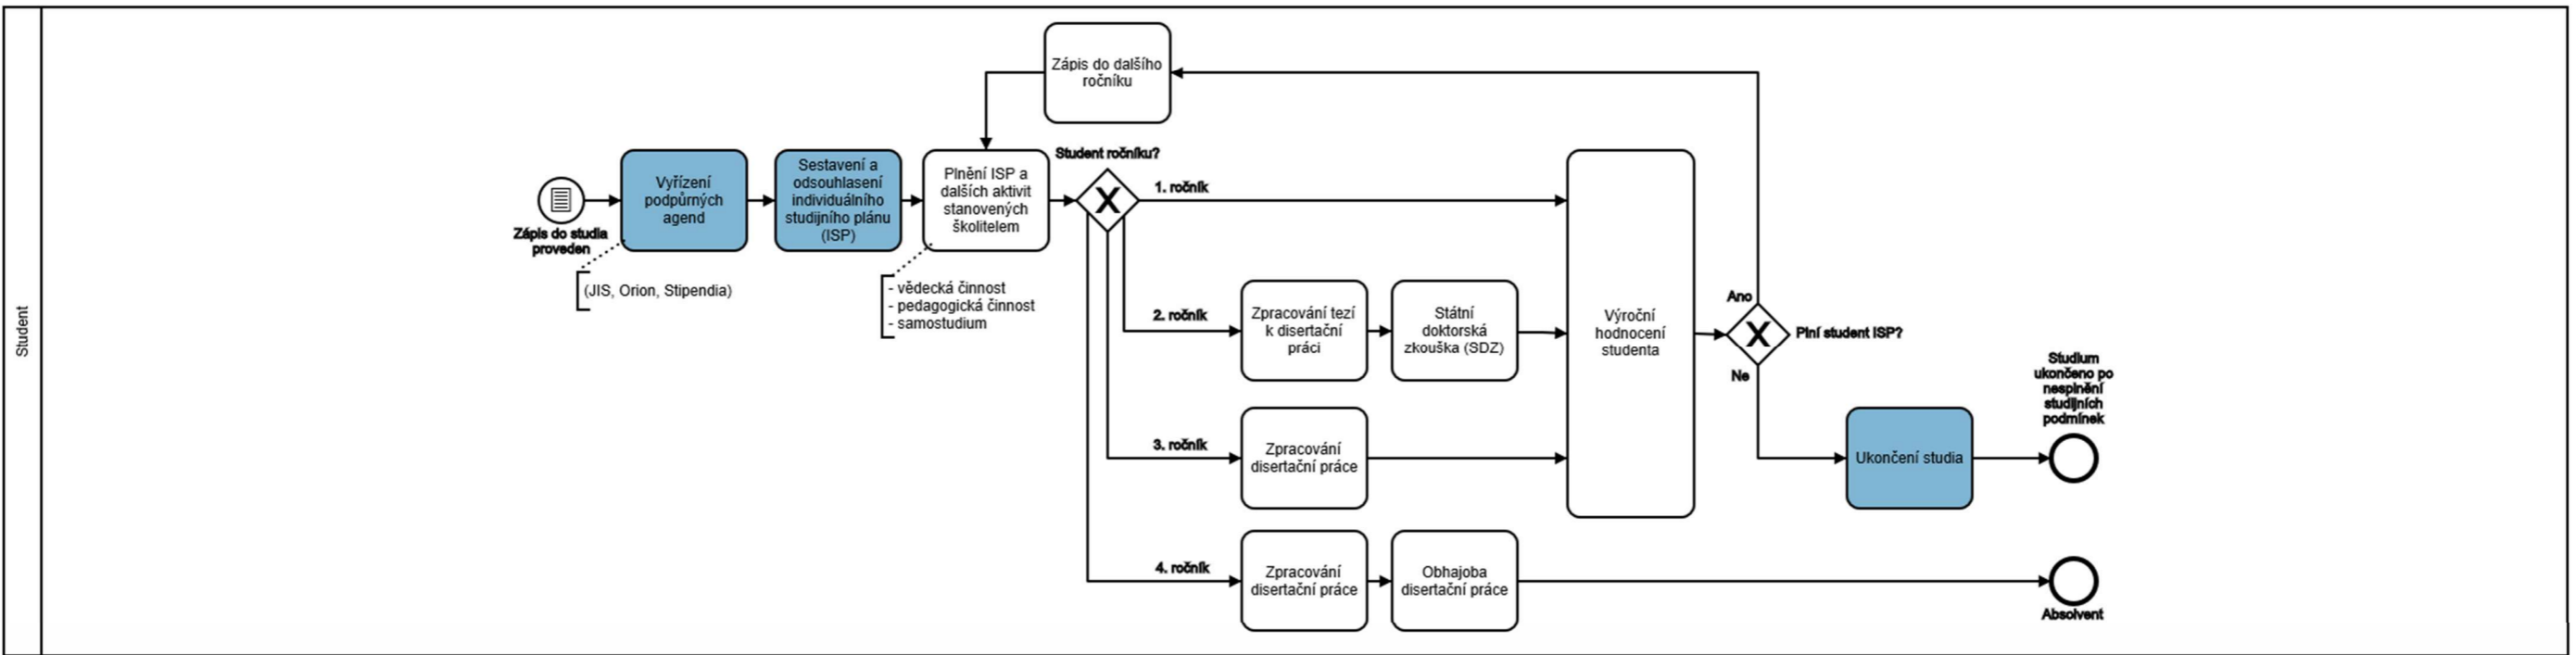 Student
Zápis do dalšího
ročníku
Zápis do studia
proveden
Vyřízení
podpůrných
agend
(JIS, Orion, Stipendia)
Sestavení a
odsouhlasení
individuálního
studijního plánu
(ISP)
Plnění ISP a
dalších aktivit
stanovených
školitelem
- vědecká činnost
- pedagogická činnost
- samostudium
Student ročníku?
1. ročník
2. ročník
Zpracování tezí
k disertační
práci
Státní
doktorská
zkouška (SDZ)
3. ročník
Zpracování
disertační práce
4. ročník
Zpracování
disertační práce
Obhajoba
disertační práce
Výroční
hodnocení
studenta
Ano
Plní student ISP?
Ne
Ukončení studia
Studium
ukončeno po
nesplnění
studijních
podmínek
Absolvent